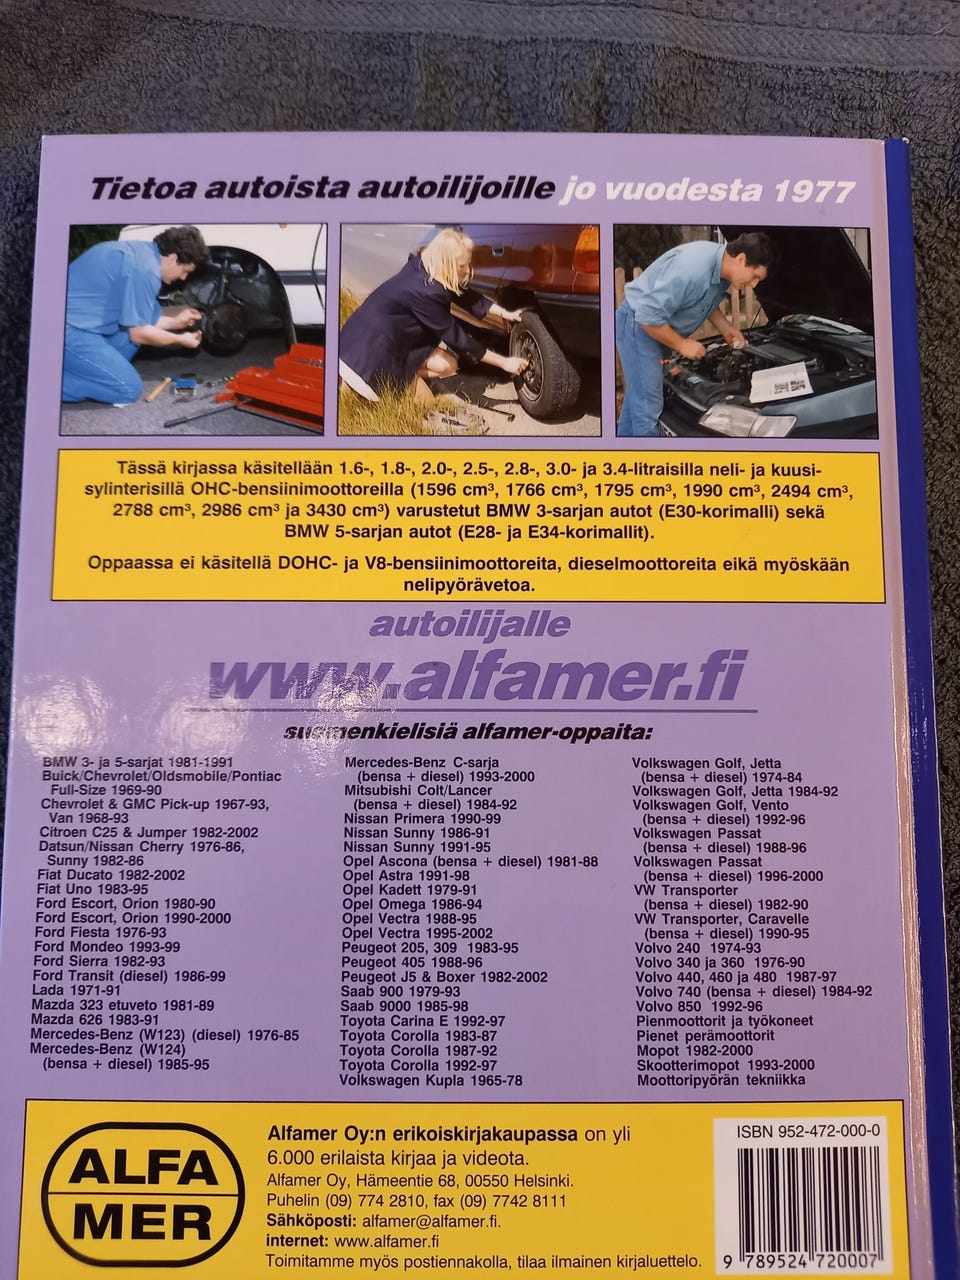 Tietoa autoista autoilijoille jo vuodesta 1977
Tässä kirjassa käsitellään 1.6-, 1.8-, 2.0-, 2.5-, 2.8-, 3.0- ja 3.4-litraisilla neli- ja kuusi-
sylinterisillä OHC-bensiinimoottoreilla (1596 cm³, 1766 cm³, 1795 cm³, 1990 cm³, 2494 cm³,
2788 cm³, 2986 cm³ ja 3430 cm³) varustetut BMW 3-sarjan autot (E30-korimalli) sekä
BMW 5-sarjan autot (E28- ja E34-korimallit).
Oppaassa ei käsitellä DOHC- ja V8-bensiinimoottoreita, dieselmoottoreita eikä myöskään
nelipyörävetoa.
autoilijalle
www.alfamer.fi
suomenkielisiä alfamer-oppaita:
BMW 3- ja 5-sarjat 1981-1991
Buick/Chevrolet/Oldsmobile/Pontiac
Full-Size 1969-90
Chevrolet & GMC Pick-up 1967-93,
Van 1968-93
Citroen C25 & Jumper 1982-2002
Datsun/Nissan Cherry 1976-86,
Sunny 1982-86
Fiat Ducato 1982-2002
Fiat Uno 1983-95
Ford Escort, Orion 1980-90
Ford Escort, Orion 1990-2000
Ford Fiesta 1976-93
Ford Mondeo 1993-99
Ford Sierra 1982-93
Ford Transit (diesel) 1986-99
Lada 1971-91
Mazda 323 etuveto 1981-89
Mazda 626 1983-91
Mercedes-Benz (W123) (diesel) 1976-85
Mercedes-Benz (W124)
(bensa + diesel) 1985-95
Mercedes-Benz C-sarja
(bensa + diesel) 1993-2000
Mitsubishi Colt/Lancer
(bensa + diesel) 1984-92
Nissan Primera 1990-99
Nissan Sunny 1986-91
Nissan Sunny 1991-95
Opel Ascona (bensa + diesel) 1981-88
Opel Astra 1991-98
Opel Kadett 1979-91
Opel Omega 1986-94
Opel Vectra 1988-95
Opel Vectra 1995-2002
Peugeot 205, 309 1983-95
Peugeot 405 1988-96
Peugeot J5 & Boxer 1982-2002
Saab 900 1979-93
Saab 9000 1985-98
Toyota Carina E 1992-97
Toyota Corolla 1983-87
Toyota Corolla 1987-92
Toyota Corolla 1992-97
Volkswagen Kupla 1965-78
Volkswagen Golf, Jetta
(bensa + diesel) 1974-84
Volkswagen Golf, Jetta 1984-92
Volkswagen Golf, Vento
(bensa + diesel) 1992-96
Volkswagen Passat
(bensa + diesel) 1988-96
Volkswagen Passat
(bensa + diesel) 1996-2000
VW Transporter
(bensa + diesel) 1982-90
VW Transporter, Caravelle
(bensa + diesel) 1990-95
Volvo 240 1974-93
Volvo 340 ja 360 1976-90
Volvo 440, 460 ja 480 1987-97
Volvo 740 (bensa + diesel) 1984-92
Volvo 850 1992-96
Pienmoottorit ja työkoneet
Pienet perämoottorit
Mopot 1982-2000
Skootterimopot 1993-2000
Moottoripyörän tekniikka
ALFA
MER
Alfamer Oy:n erikoiskirjakaupassa on yli
6.000 erilaista kirjaa ja videota.
Alfamer Oy, Hämeentie 68, 00550 Helsinki.
Puhelin (09) 774 2810, fax (09) 7742 8111
Sähköposti: alfamer@alfamer.fi.
internet: www.alfamer.fi
Toimitamme myös postiennakolla, tilaa ilmainen kirjaluettelo.
ISBN 952-472-000-0
9 789524 720007